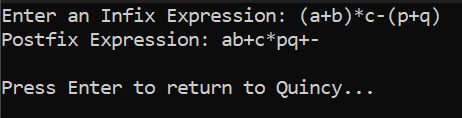 Enter an Infix Expression: (a+b)*c-(p+q)
Postfix Expression: ab+c*pq+-
Press Enter to return to Quincy...